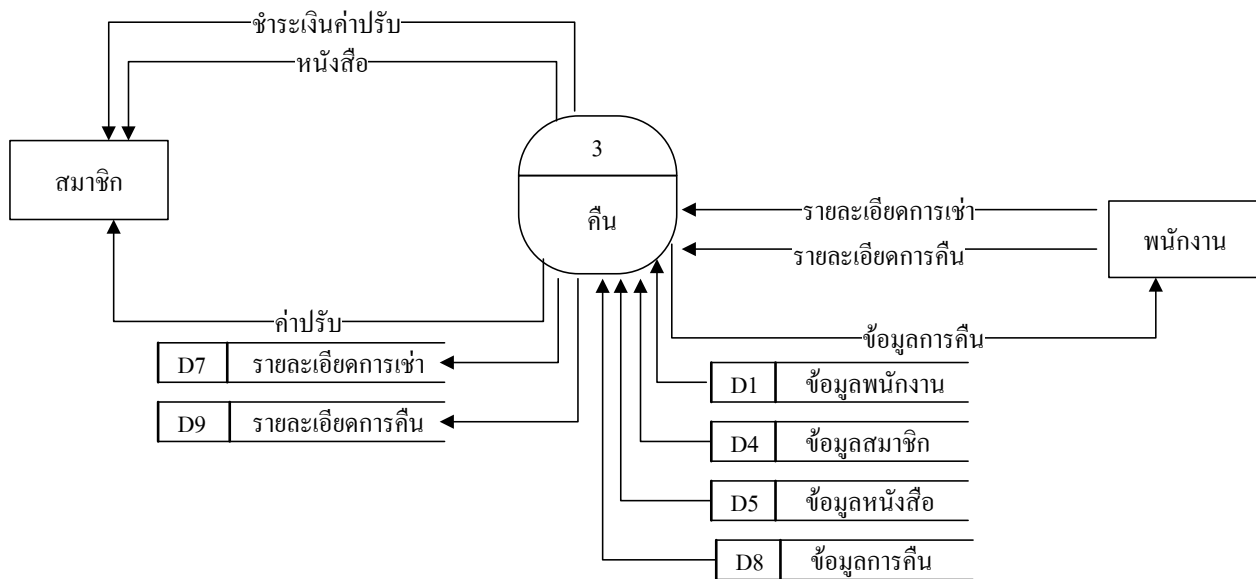 ชำระเงินค่าปรับ
หนังสือ
3
สมาชิก
คืน
รายละเอียดการเช่า
พนักงาน
รายละเอียดการคืน
ค่าปรับ
ข้อมูลการคืน
D7 รายละเอียดการเช่า
D1 ข้อมูลพนักงาน
D9 รายละเอียดการคืน
D4 ข้อมูลสมาชิก
D5 ข้อมูลหนังสือ
D8 ข้อมูลการคืน